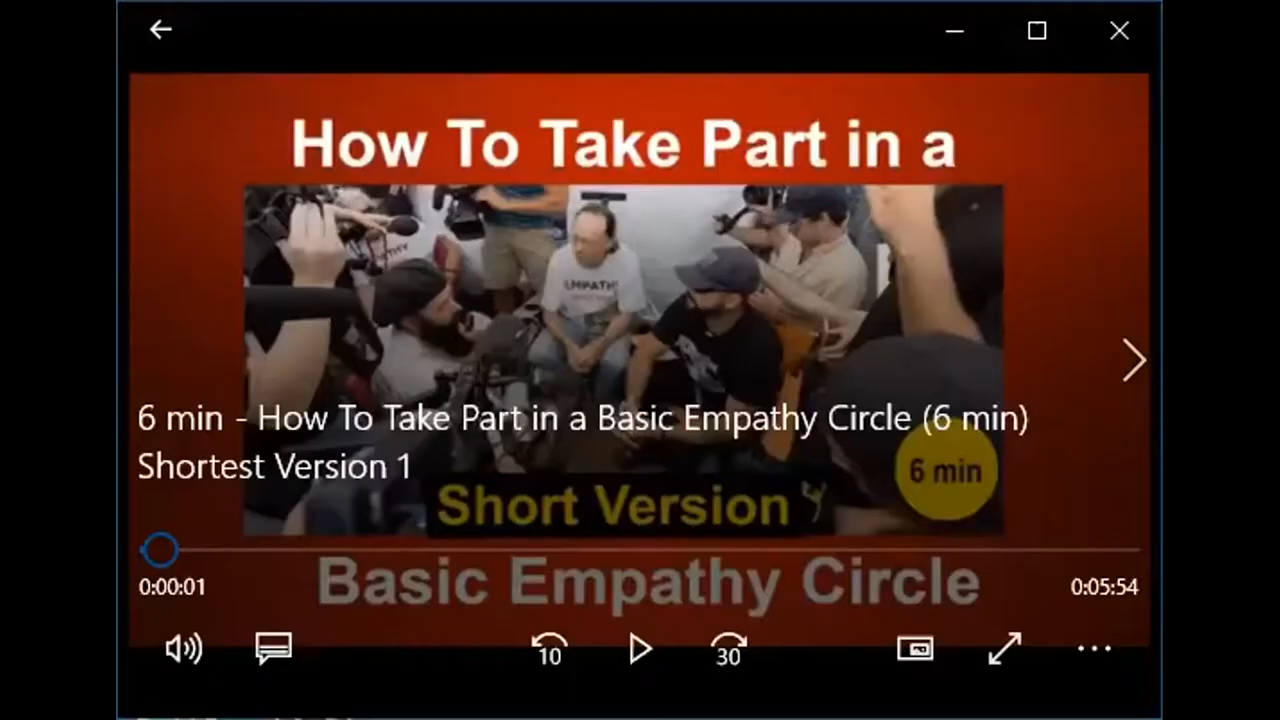 How To Take Part in a
EMPATHY
6 min - How To Take Part in a Basic Empathy Circle (6 min)
Shortest Version 1
6 min
Short Version
0:00:01
0:05:54
Basic Empathy Circle
10
30